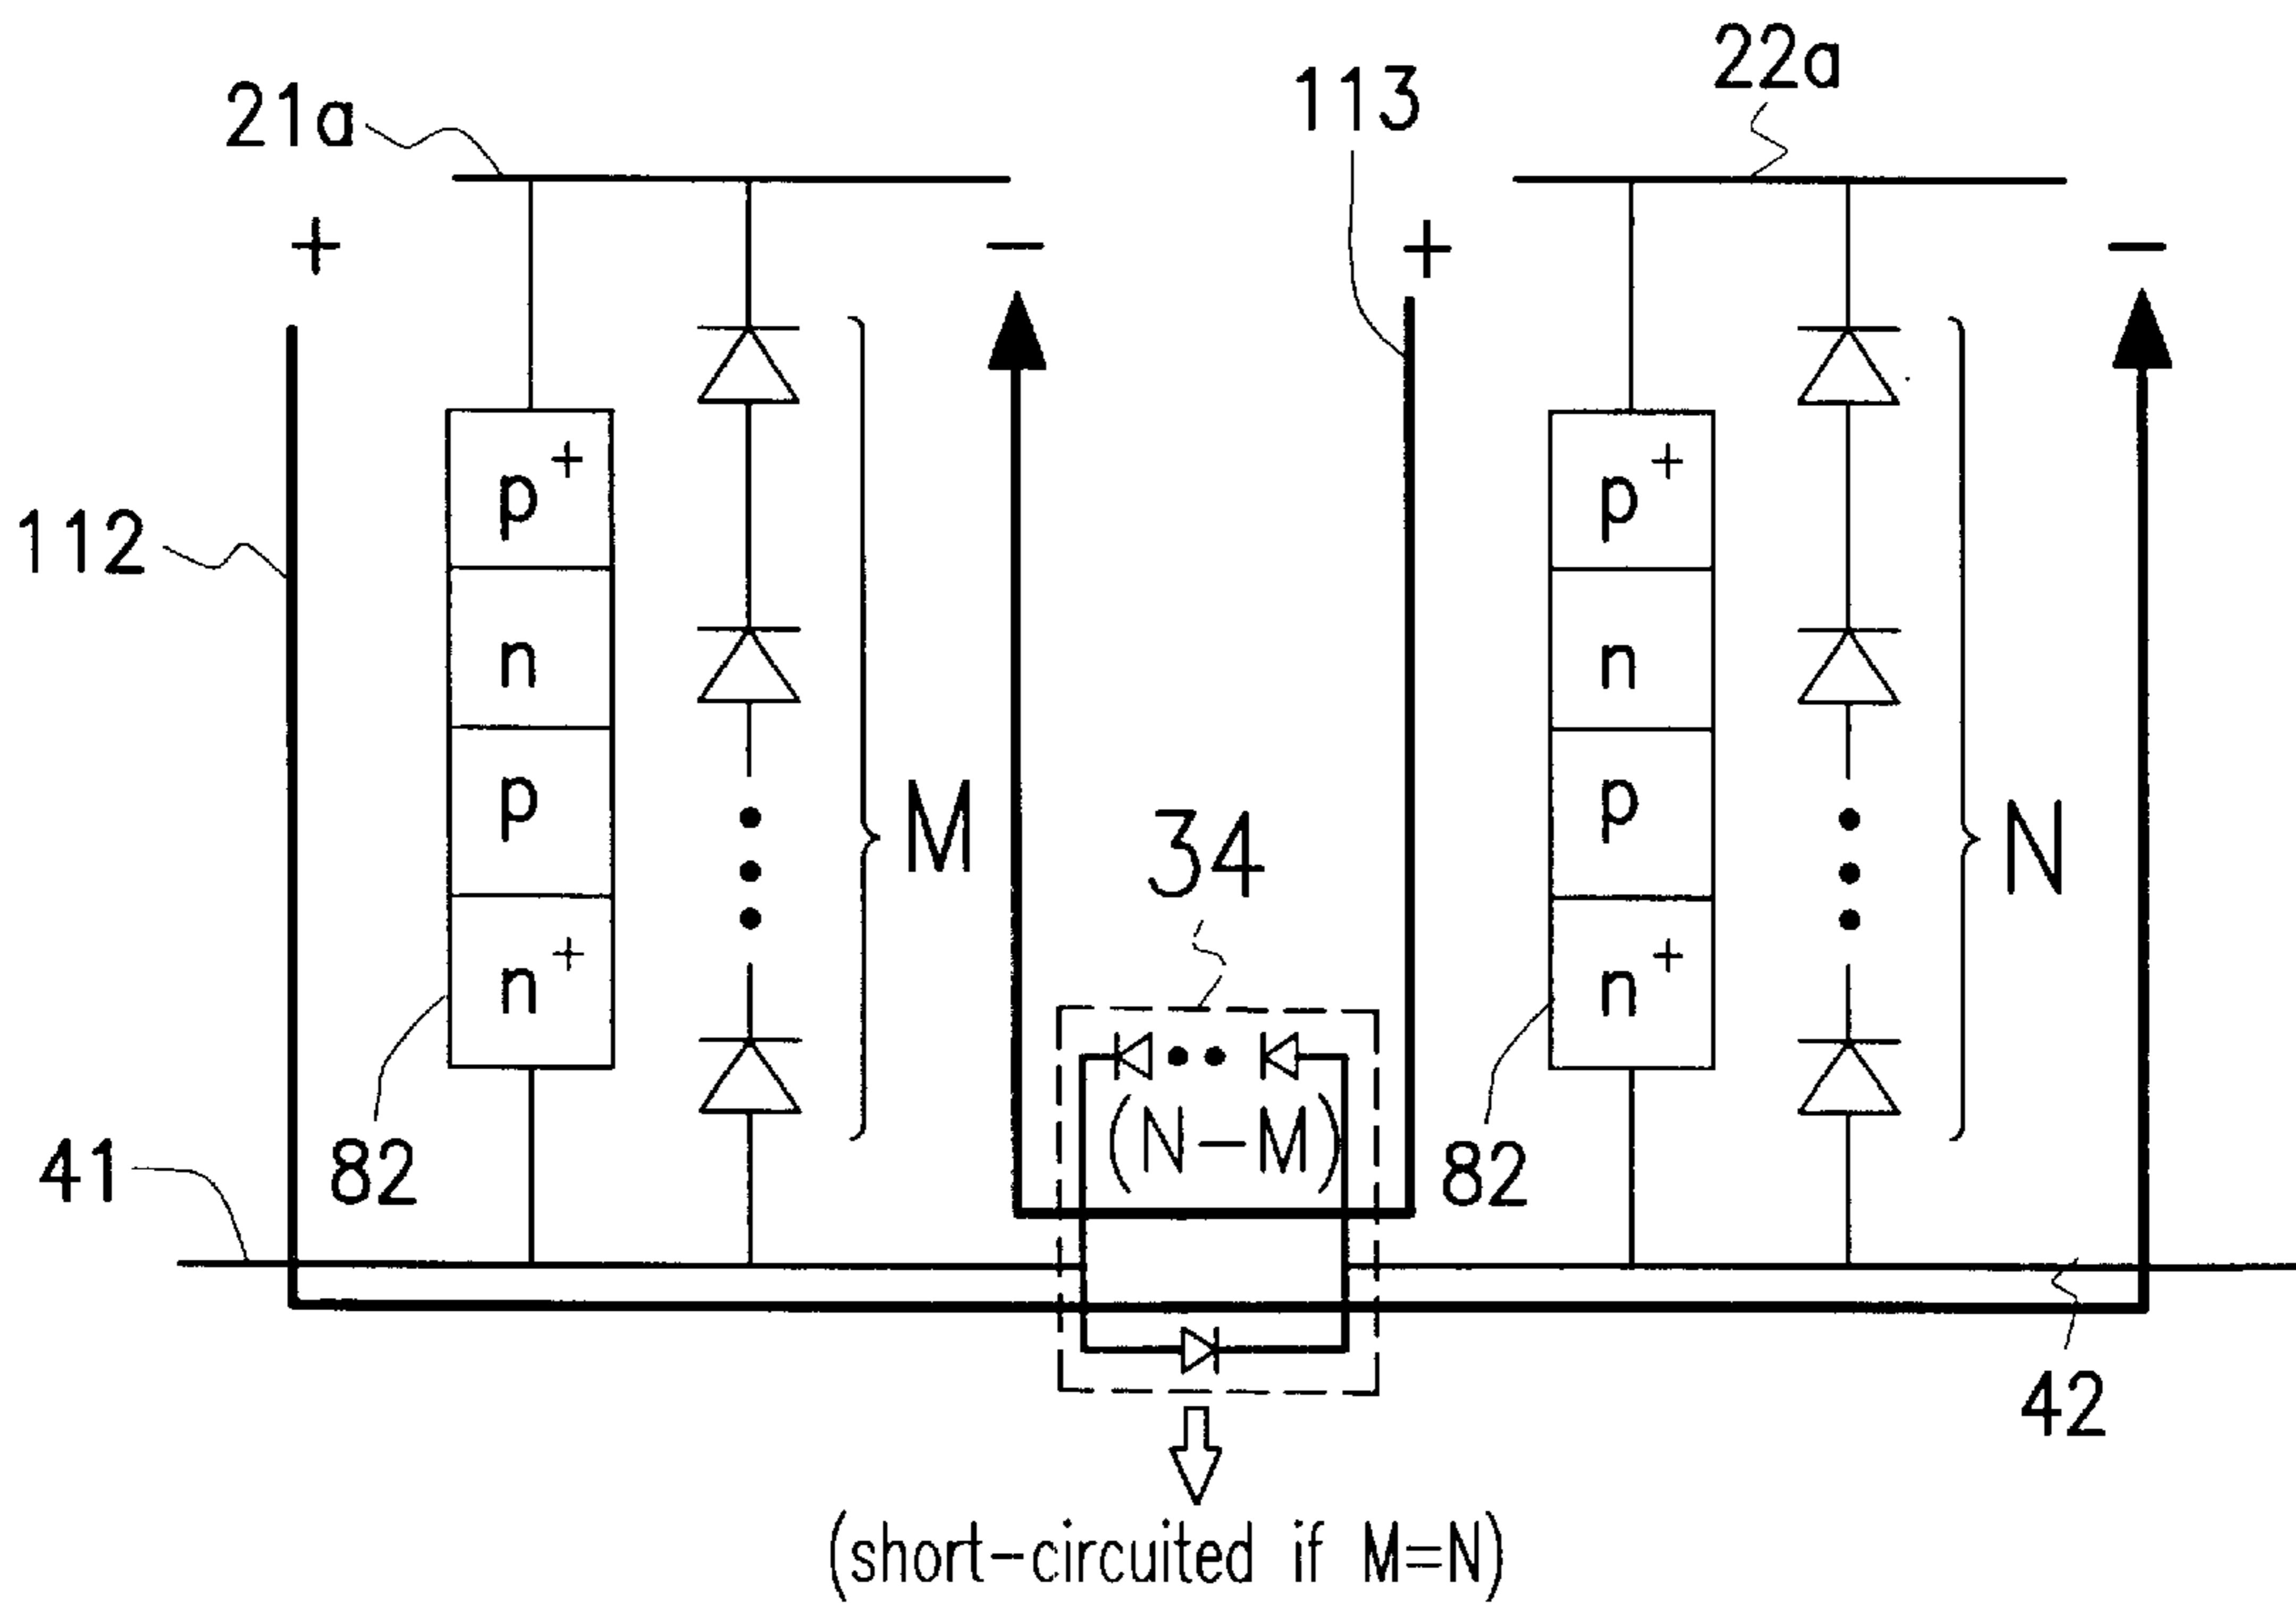 21a
113
22a
+
−
+
−
112
p+
n
p
n+
M
34
p+
n
p
n+
N
(N−M)
41
82
82
42
(short-circuited if M=N)